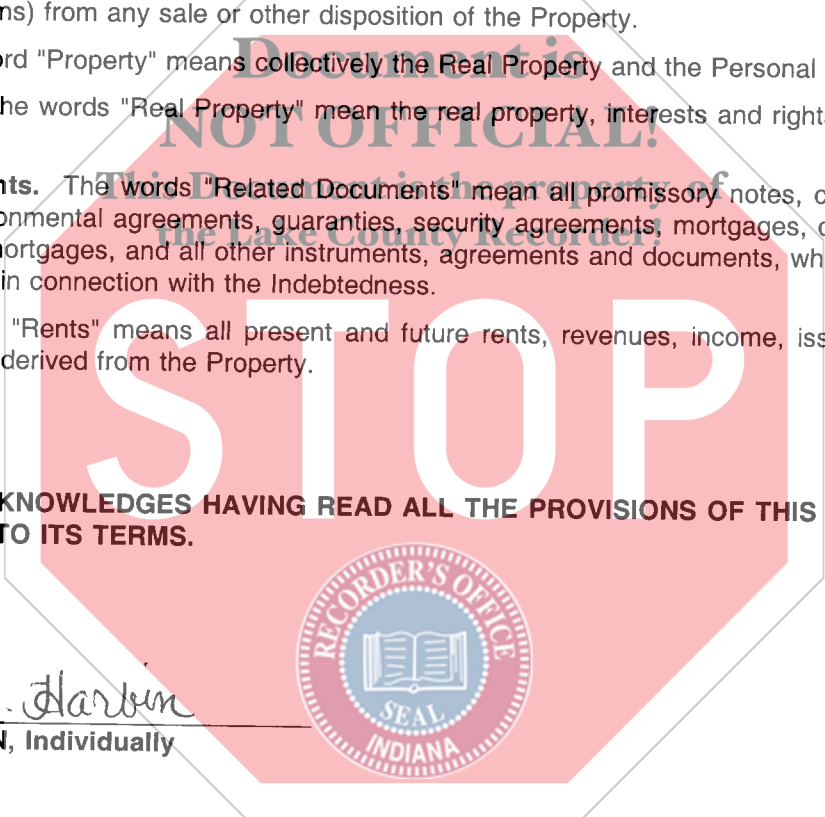 ns) from any sale or other disposition of the Property.
Document is
ord "Property" means collectively the Real Property and the Personal
he words "Real Property" mean the real property, interests and right
NOT OFFICIAL!
nts. The words "Related Documents" mean all promissory notes, c
This Document is the property of
onmental agreements, guaranties, security agreements, mortgages, c
the Lake County Recorder!
ortgages, and all other instruments, agreements and documents, wh
in connection with the Indebtedness.
"Rents" means all present and future rents, revenues, income, iss
derived from the Property.
STOP
KNOWLEDGES HAVING READ ALL THE PROVISIONS OF THIS
TO ITS TERMS.
RECORDER'S OFFICE
SEAL
INDIANA
. Harbin
N, Individually